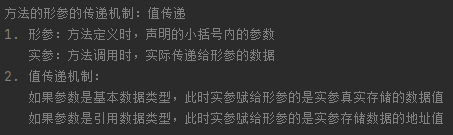 方法的形参的传递机制：值传递
1. 形参：方法定义时，声明的小括号内的参数
实参：方法调用时，实际传递给形参的数据
2. 值传递机制：
如果参数是基本数据类型，此时实参赋给形参的是实参真实存储的数据值
如果参数是引用数据类型，此时实参赋给形参的是实参存储数据的地址值